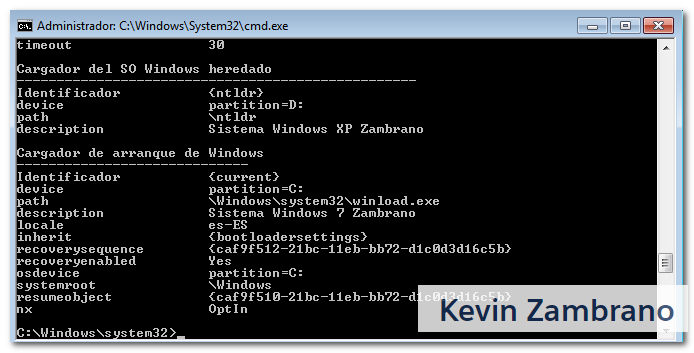 Administrador: C:\Windows\System32\cmd.exe
timeout 30
Cargador del SO Windows heredado
--------------------------------------------------
Identificador {ntldr}
device partition=D:
path \ntldr
description Sistema Windows XP Zambrano
Cargador de arranque de Windows
-----------------------------
Identificador {current}
device partition=C:
path \Windows\system32\winload.exe
description Sistema Windows 7 Zambrano
locale es-ES
inherit {bootloadersettings}
recoverysequence {caf9f512-21bc-11eb-bb72-d1c0d3d16c5b}
recoveryenabled Yes
osdevice partition=C:
systemroot \Windows
resumeobject {caf9f510-21bc-11eb-bb72-d1c0d3d16c5b}
nx OptIn
C:\Windows\system32>_
Kevin Zambrano